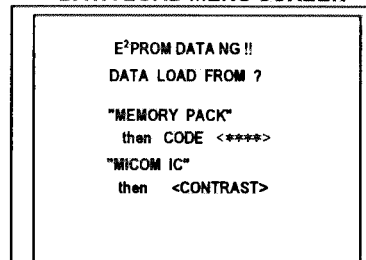 E²PROM DATA NG !!
DATA LOAD FROM ?
"MEMORY PACK"
then CODE <****>
"MICOM IC"
then <CONTRAST>